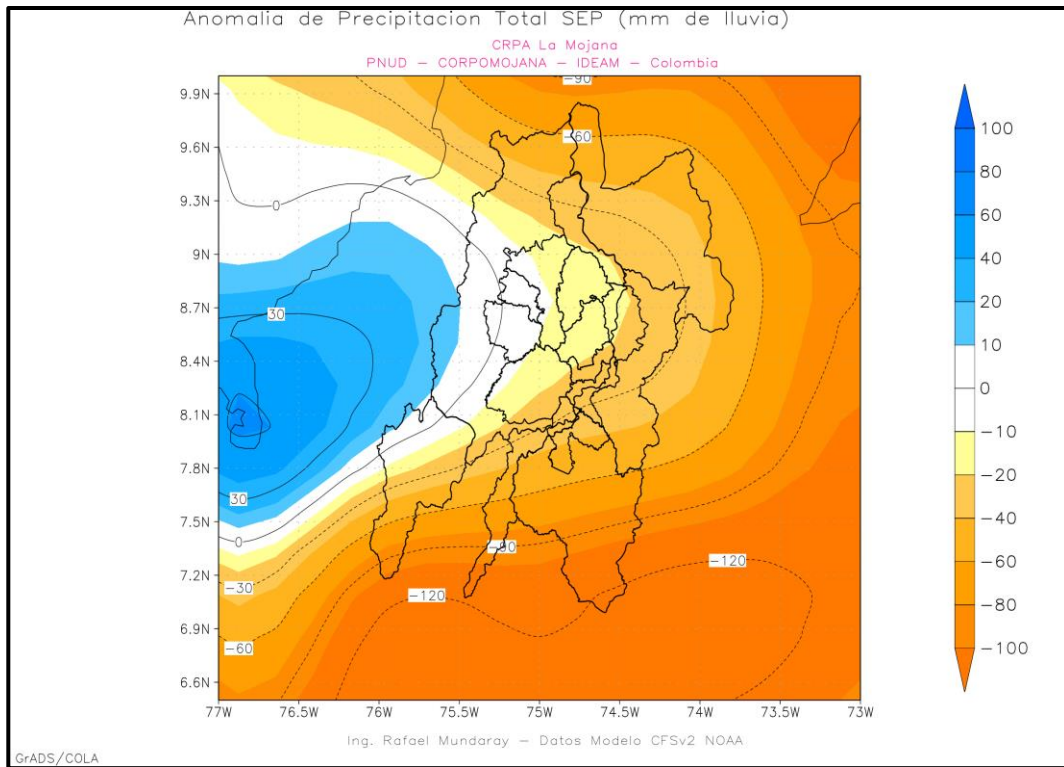 Anomalia de Precipitacion Total SEP (mm de lluvia)
CRPA La Mojana
PNUD – CORPOMOJANA – IDEAM – Colombia
9.9N
9.6N
9.3N
9N
8.7N
8.4N
8.1N
7.8N
7.5N
7.2N
6.9N
6.6N
-90
-60
0
30
30
0
-30
-60
-90
-120
-120
100
80
60
40
20
10
0
-10
-20
-40
-60
-80
-100
77W 76.5W 76W 75.5W 75W 74.5W 74W 73.5W 73W
Ing. Rafael Mundaray – Datos Modelo CFSv2 NOAA
GrADS/COLA